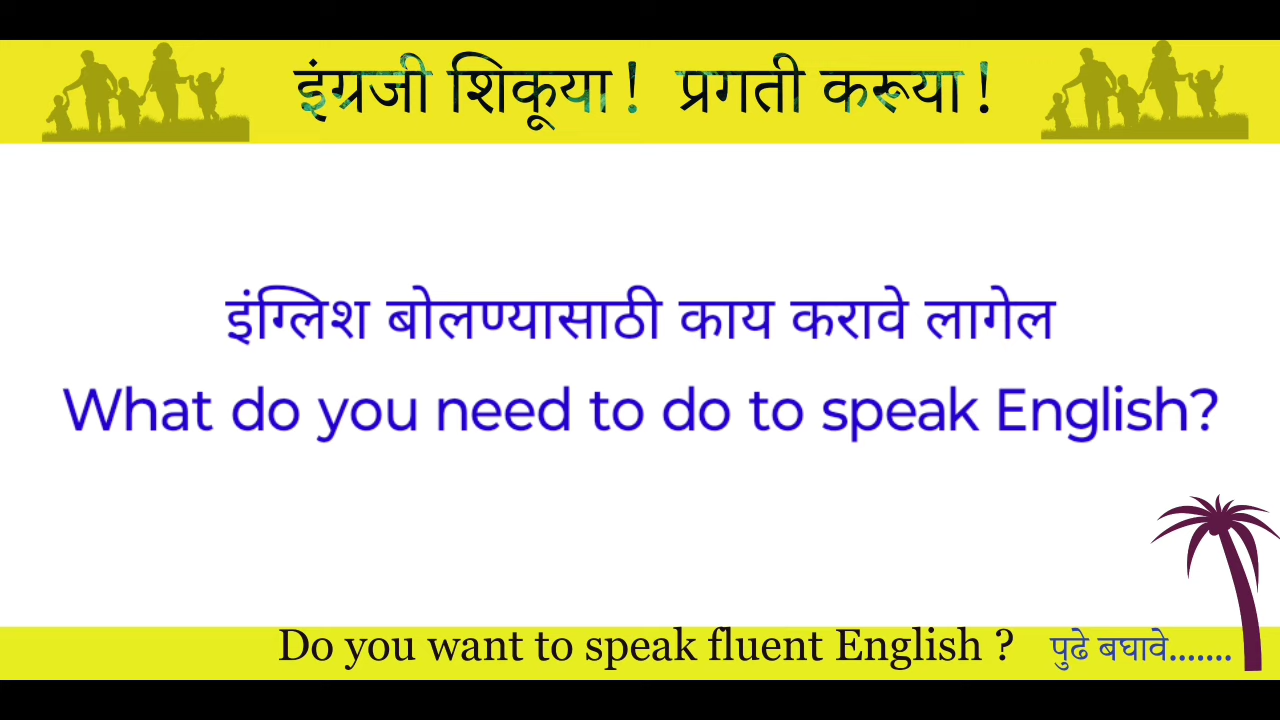 इंग्रजी शिकूया! प्रगती करूया!
इंग्लिश बोलण्यासाठी काय करावे लागेल
What do you need to do to speak English?
Do you want to speak fluent English ? पुढे बघावे.......